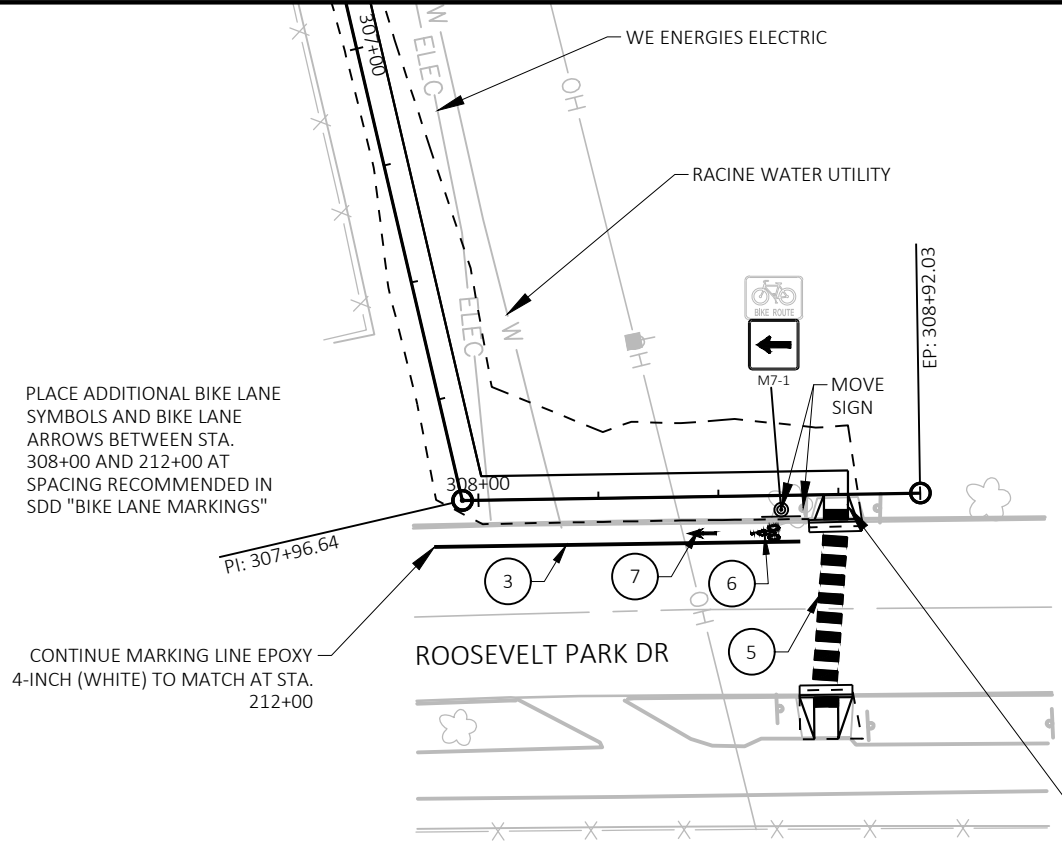 307+00
W
ELEC
OH
WE ENERGIES ELECTRIC
RACINE WATER UTILITY
ELEC
W
OH
BIKE ROUTE
M7-1
MOVE
SIGN
EP: 308+92.03
PLACE ADDITIONAL BIKE LANE
SYMBOLS AND BIKE LANE
ARROWS BETWEEN STA.
308+00 AND 212+00 AT
SPACING RECOMMENDED IN
SDD "BIKE LANE MARKINGS"
308+00
PI: 307+96.64
3
7
6
OH
5
CONTINUE MARKING LINE EPOXY
4-INCH (WHITE) TO MATCH AT STA.
212+00
ROOSEVELT PARK DR